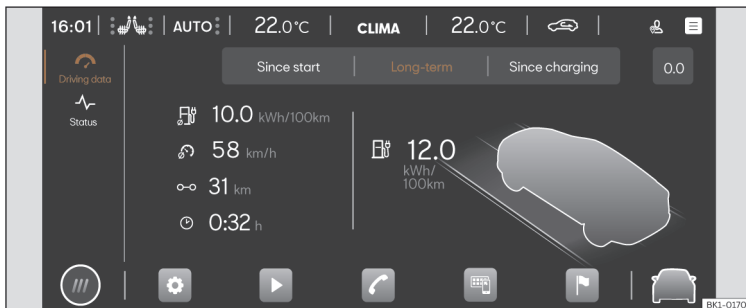 16:01 AUTO 22.0°C CLIMA 22.0°C
Since start Long-term Since charging 0.0
Driving data
Status
10.0 kWh/100km
58 km/h
31 km
0:32 h
12.0
kWh/
100km
BK1-0170